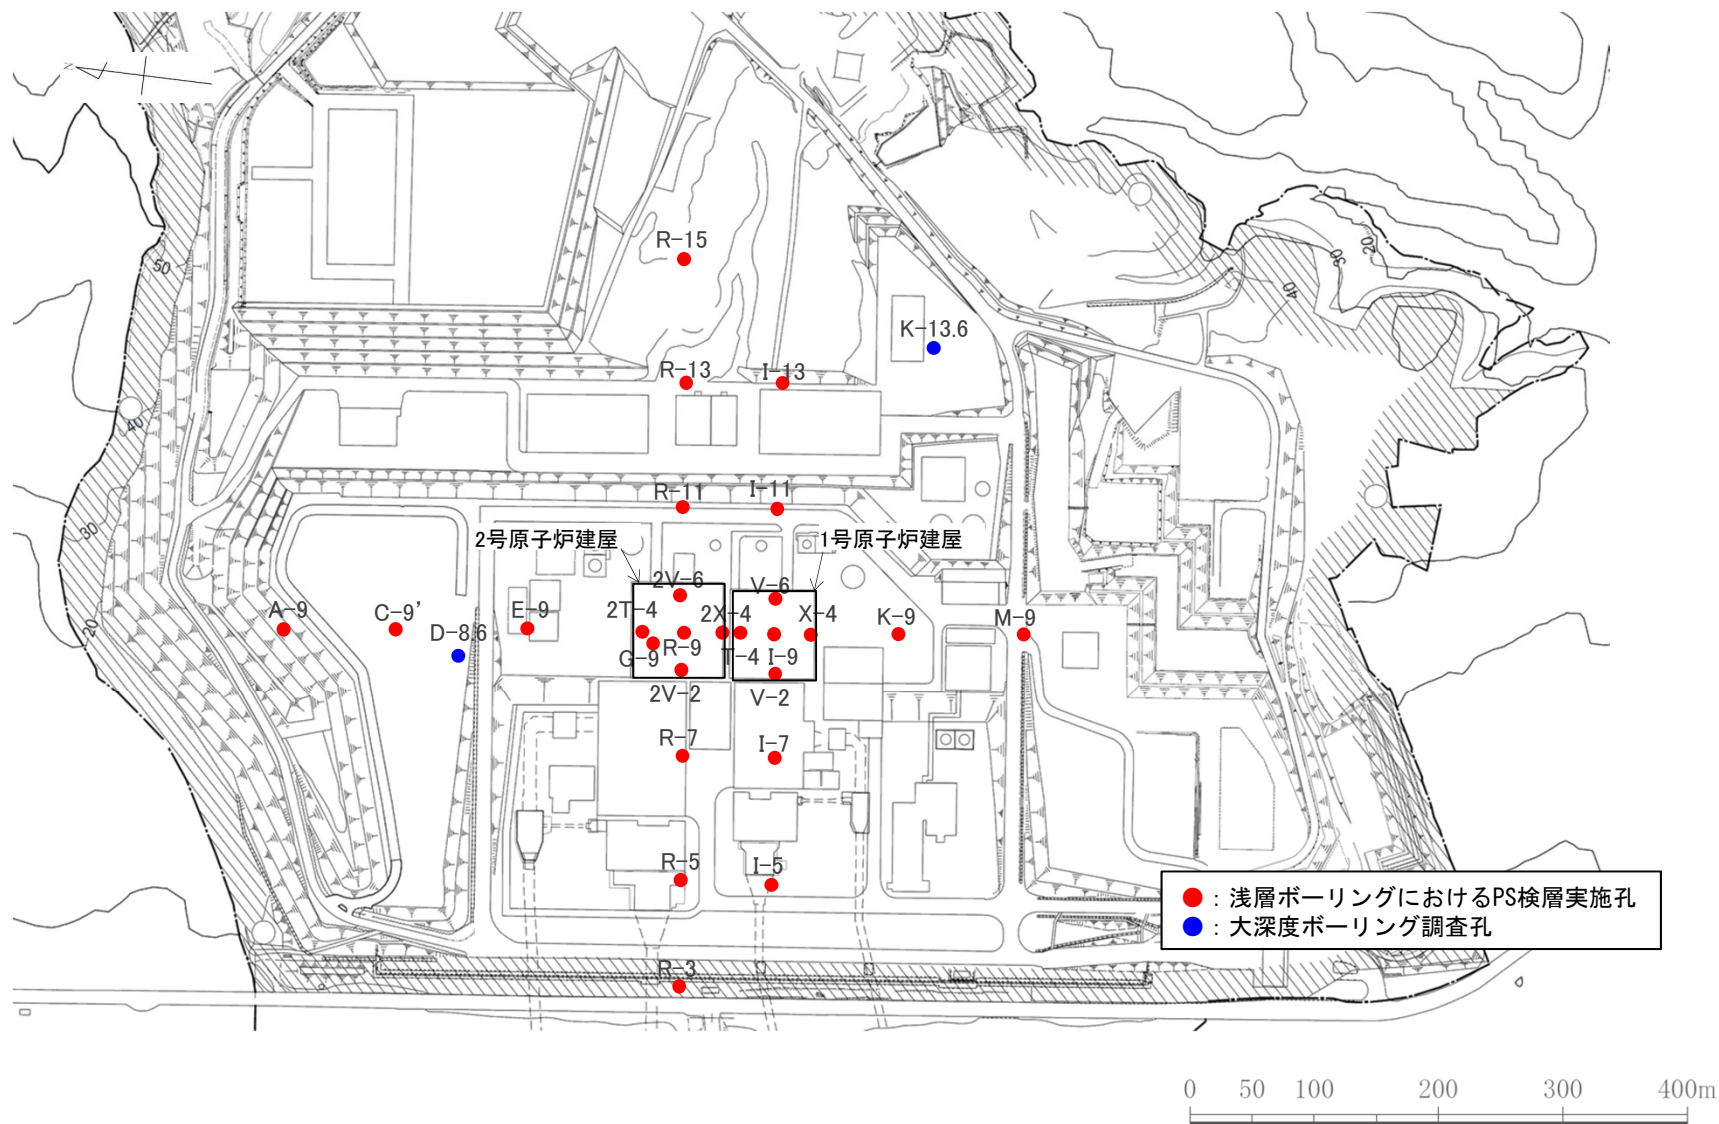 N
50
20
30
40
R-15
K-13.6
R-13
I-13
40
R-11
I-11
30
2号原子炉建屋
1号原子炉建屋
2V-6
V-6
A-9
C-9'
E-9
2T-4
2X-4
X-4
K-9
M-9
20
D-8.6
G-9
R-9
T-4
I-9
2V-2
V-2
R-7
I-7
R-5
I-5
:浅層ボーリングにおけるPS検層実施孔
:大深度ボーリング調査孔
R-3
0 50 100 200 300 400m